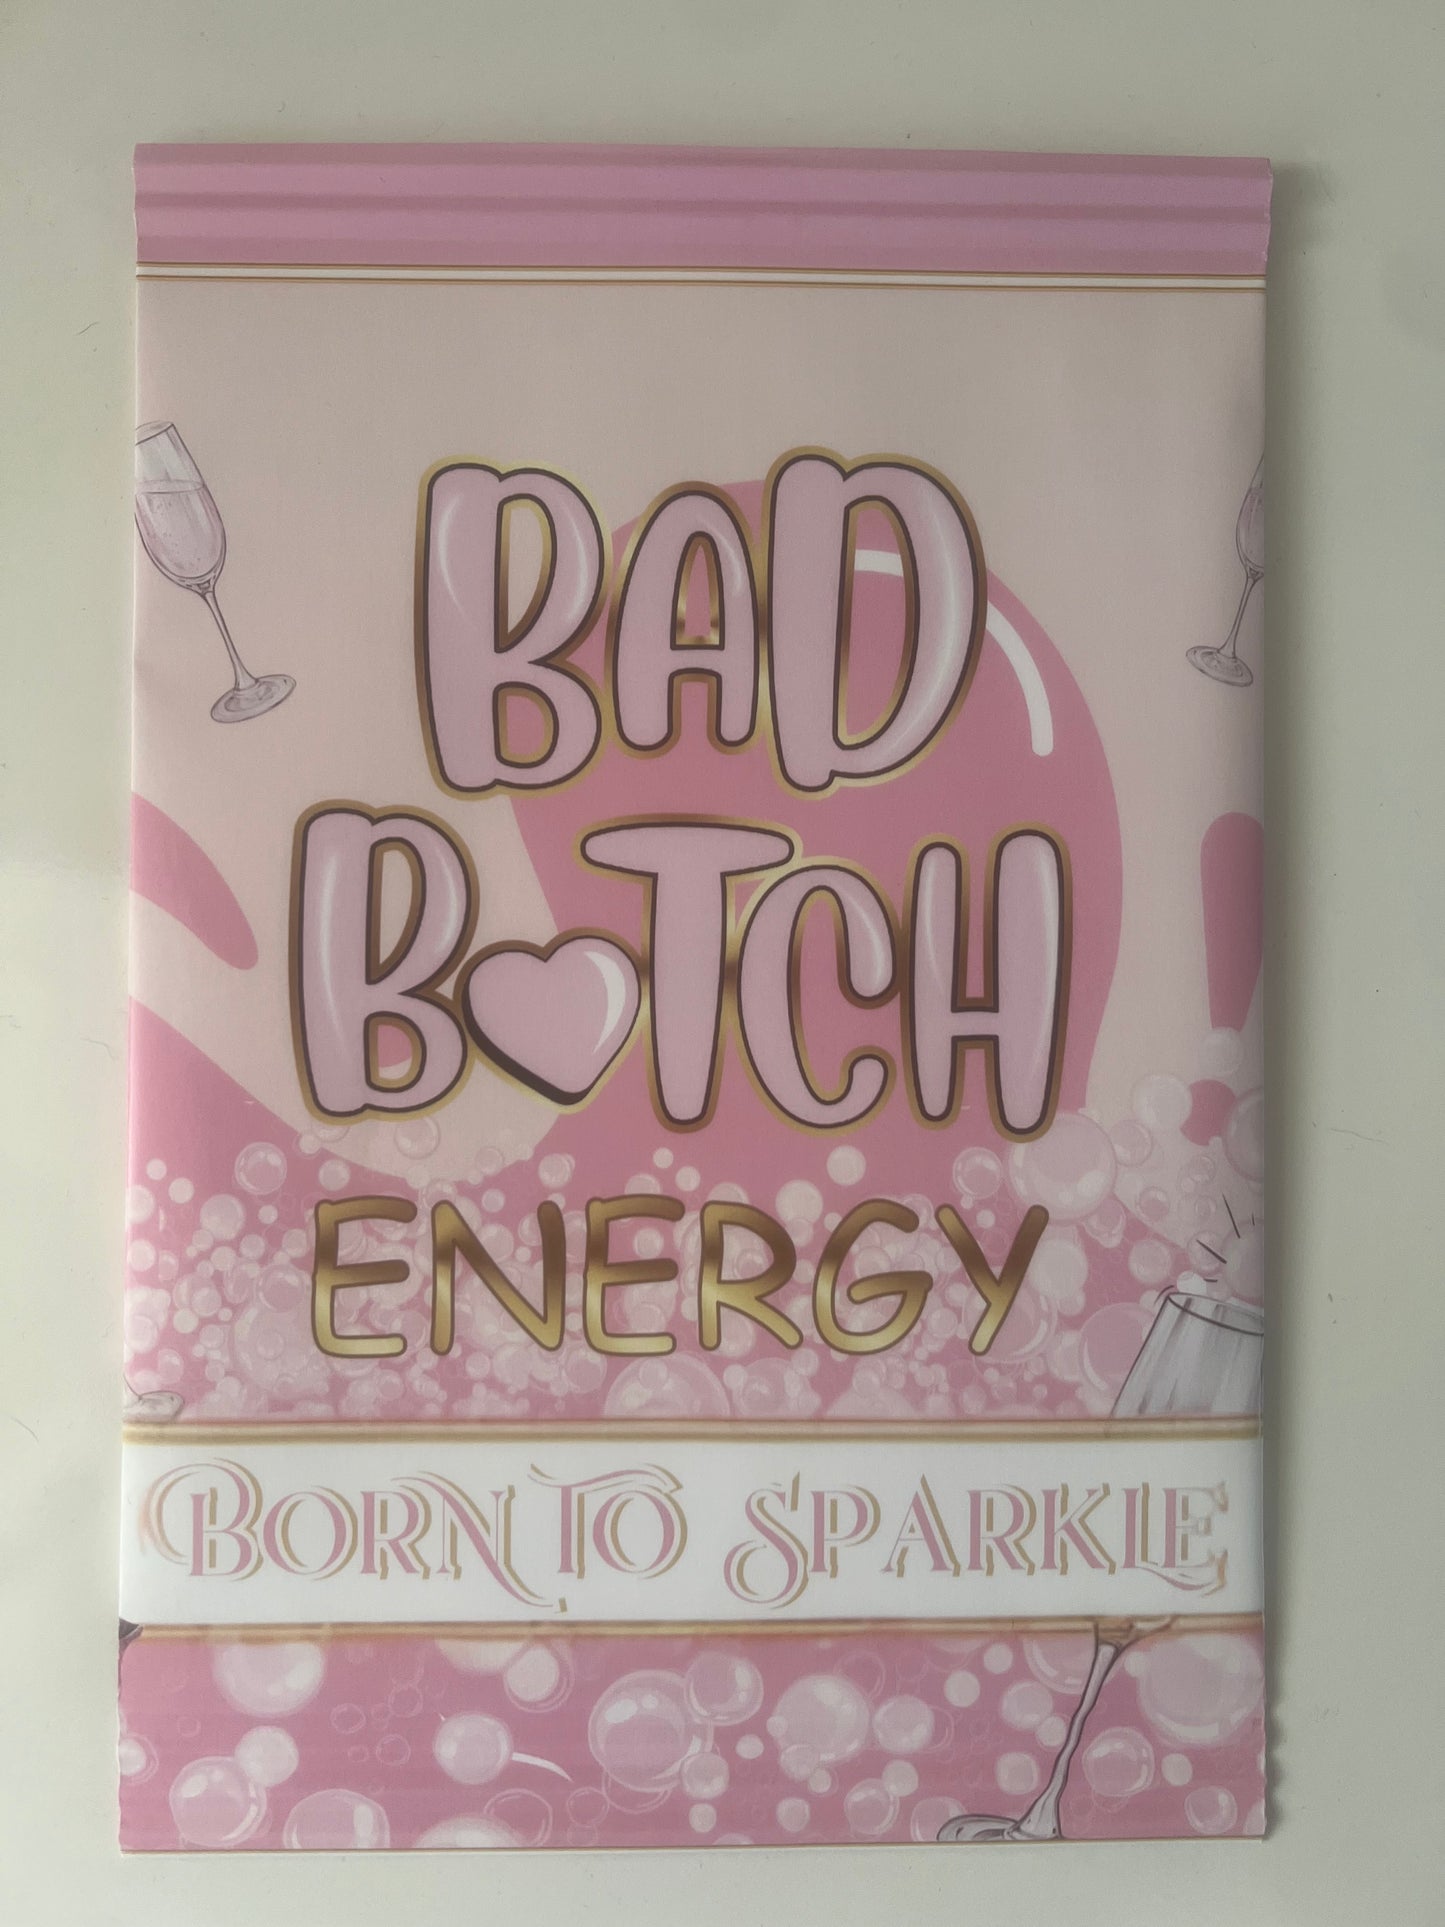 BAD
B♥TCH
ENERGY
BORN TO SPARKLE